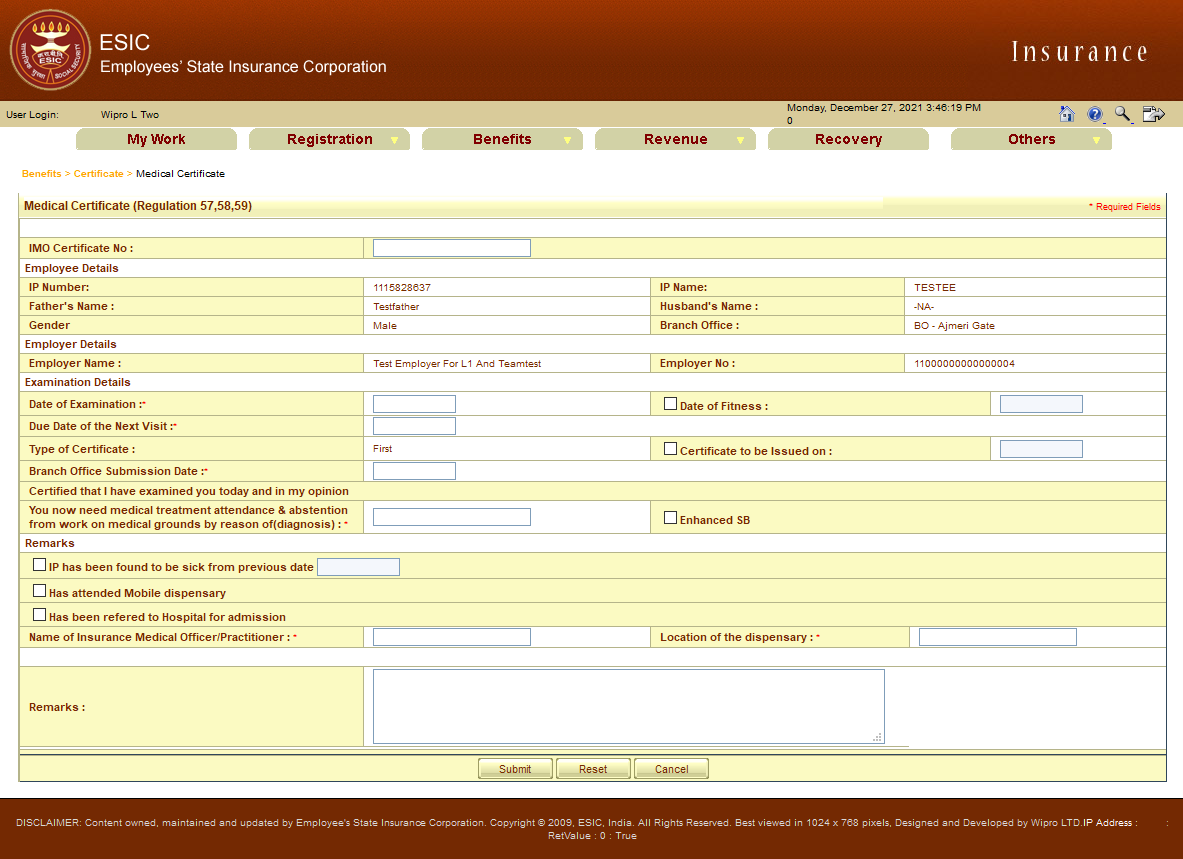 ESIC
Employees' State Insurance Corporation
Insurance
ESIC
SOCIAL SECURITY
User Login: Wipro L Two
Monday, December 27, 2021 3:46:19 PM
0
My Work Registration Benefits Revenue Recovery Others
Benefits > Certificate > Medical Certificate
Medical Certificate (Regulation 57,58,59) * Required Fields
IMO Certificate No :
Employee Details
IP Number: 1115828637 IP Name: TESTEE
Father's Name : Testfather Husband's Name : -NA-
Gender Male Branch Office : BO - Ajmeri Gate
Employer Details
Employer Name : Test Employer For L1 And Teamtest Employer No : 11000000000000004
Examination Details
Date of Examination :* Date of Fitness :
Due Date of the Next Visit :*
Type of Certificate : First Certificate to be Issued on :
Branch Office Submission Date :*
Certified that I have examined you today and in my opinion
You now need medical treatment attendance & abstention
from work on medical grounds by reason of(diagnosis) : * Enhanced SB
Remarks
IP has been found to be sick from previous date
Has attended Mobile dispensary
Has been refered to Hospital for admission
Name of Insurance Medical Officer/Practitioner : * Location of the dispensary : *
Remarks :
Submit Reset Cancel
DISCLAIMER: Content owned, maintained and updated by Employee's State Insurance Corporation. Copyright © 2009, ESIC, India. All Rights Reserved. Best viewed in 1024 x 768 pixels, Designed and Developed by Wipro LTD.IP Address : :
RetValue : 0 : True